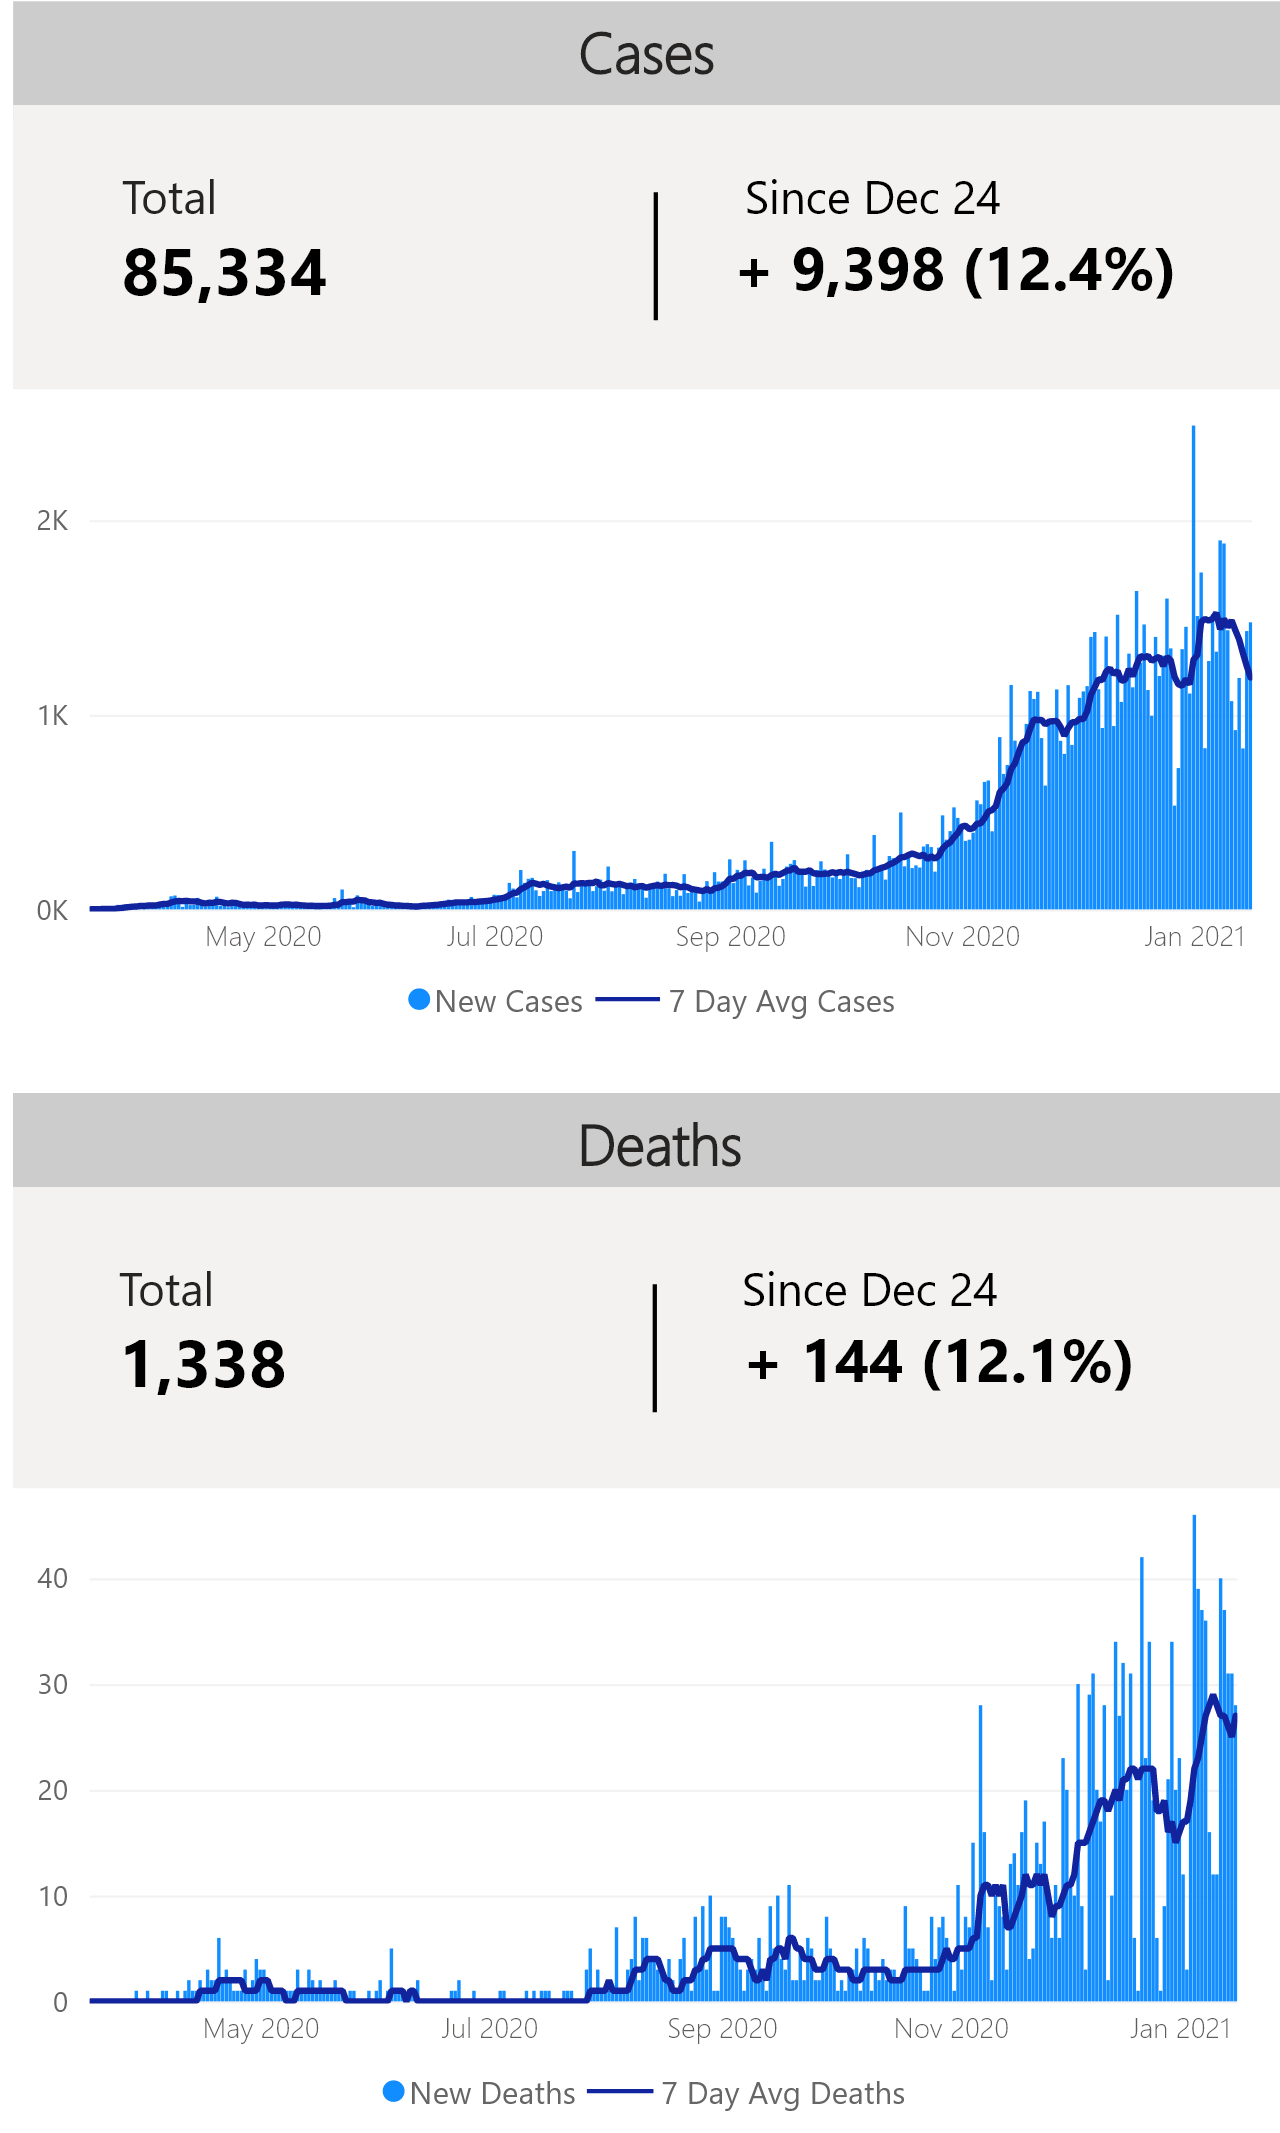 Cases
Total
Since Dec 24
85,334
+ 9,398 (12.4%)
2K
1K
0K
May 2020
Jul 2020
Sep 2020
Nov 2020
Jan 2021
New Cases
7 Day Avg Cases
Deaths
Total
Since Dec 24
1,338
+ 144 (12.1%)
40
30
20
10
0
May 2020
Jul 2020
Sep 2020
Nov 2020
Jan 2021
New Deaths
7 Day Avg Deaths